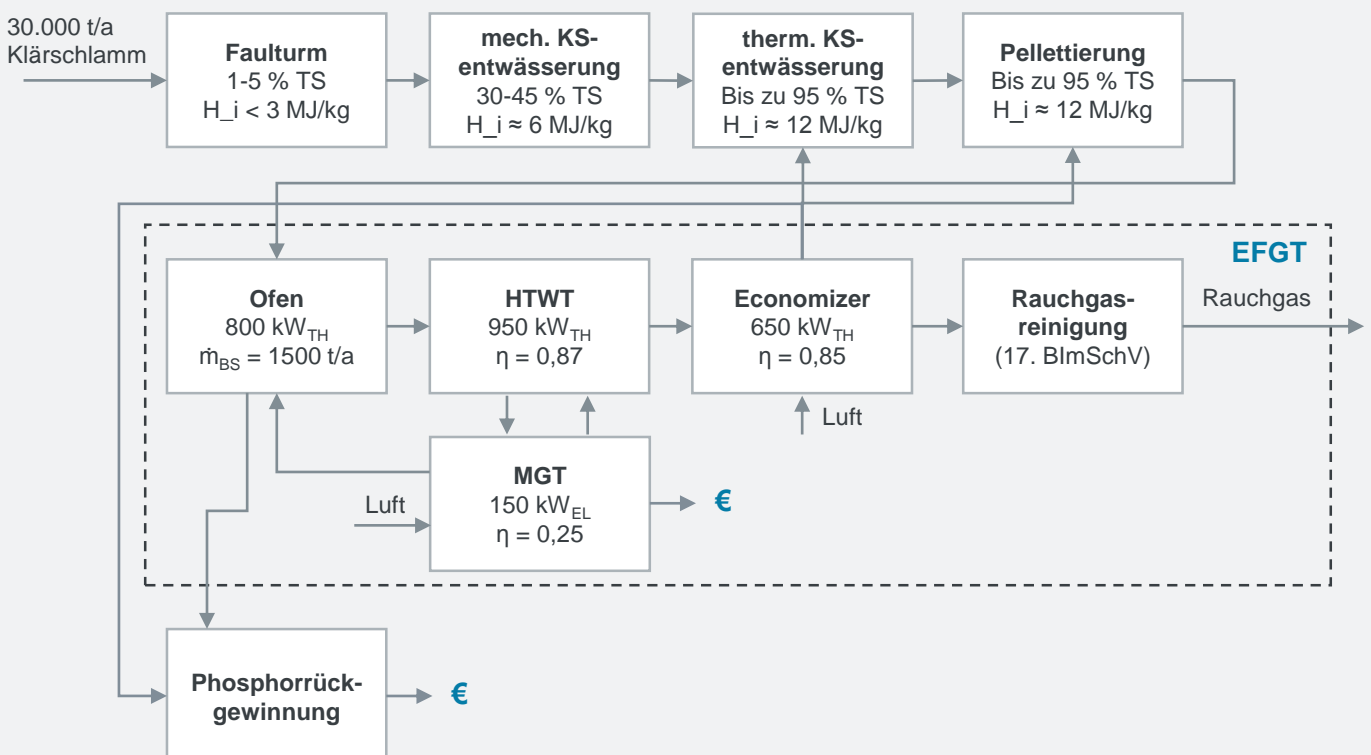 30.000 t/a
Klärschlamm
Faulturm
1-5 % TS
H_i < 3 MJ/kg
mech. KS-
entwässerung
30-45 % TS
H_i ≈ 6 MJ/kg
therm. KS-
entwässerung
Bis zu 95 % TS
H_i ≈ 12 MJ/kg
Pellettierung
Bis zu 95 % TS
H_i ≈ 12 MJ/kg
EFGT
Ofen
800 kW_TH
ṁ_BS = 1500 t/a
HTWT
950 kW_TH
η = 0,87
Economizer
650 kW_TH
η = 0,85
Rauchgas-
reinigung
(17. BImSchV)
Rauchgas
Luft
MGT
150 kW_EL
η = 0,25
Luft
€
Phosphorrück-
gewinnung
€